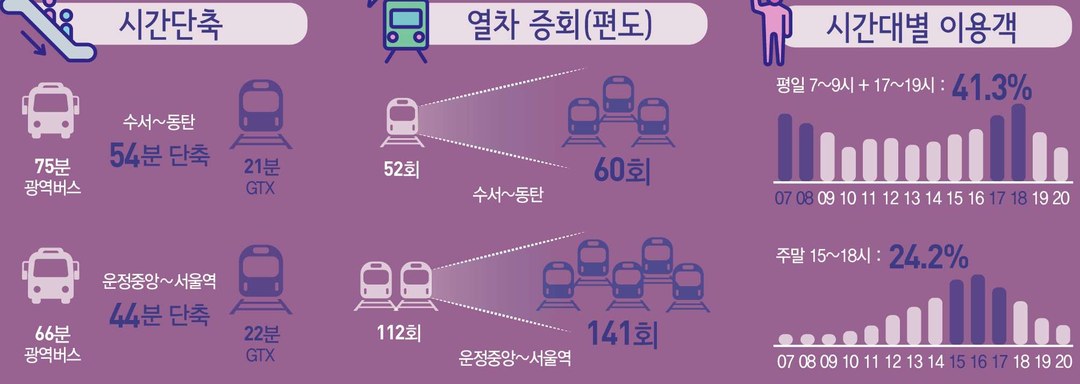 시간단축
수서~동탄
54분 단축
75분
광역버스
21분
GTX
운정중앙~서울역
44분 단축
66분
광역버스
22분
GTX
열차 증회(편도)
52회
60회
수서~동탄
112회
141회
운정중앙~서울역
시간대별 이용객
평일 7~9시 + 17~19시 : 41.3%
07 08 09 10 11 12 13 14 15 16 17 18 19 20
주말 15~18시 : 24.2%
07 08 09 10 11 12 13 14 15 16 17 18 19 20